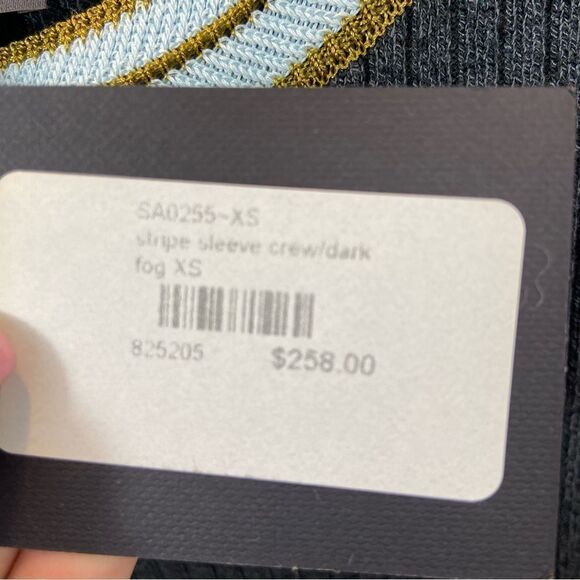 SA0255-XS
stripe sleeve crew/dark
fog XS
825205 $258.00